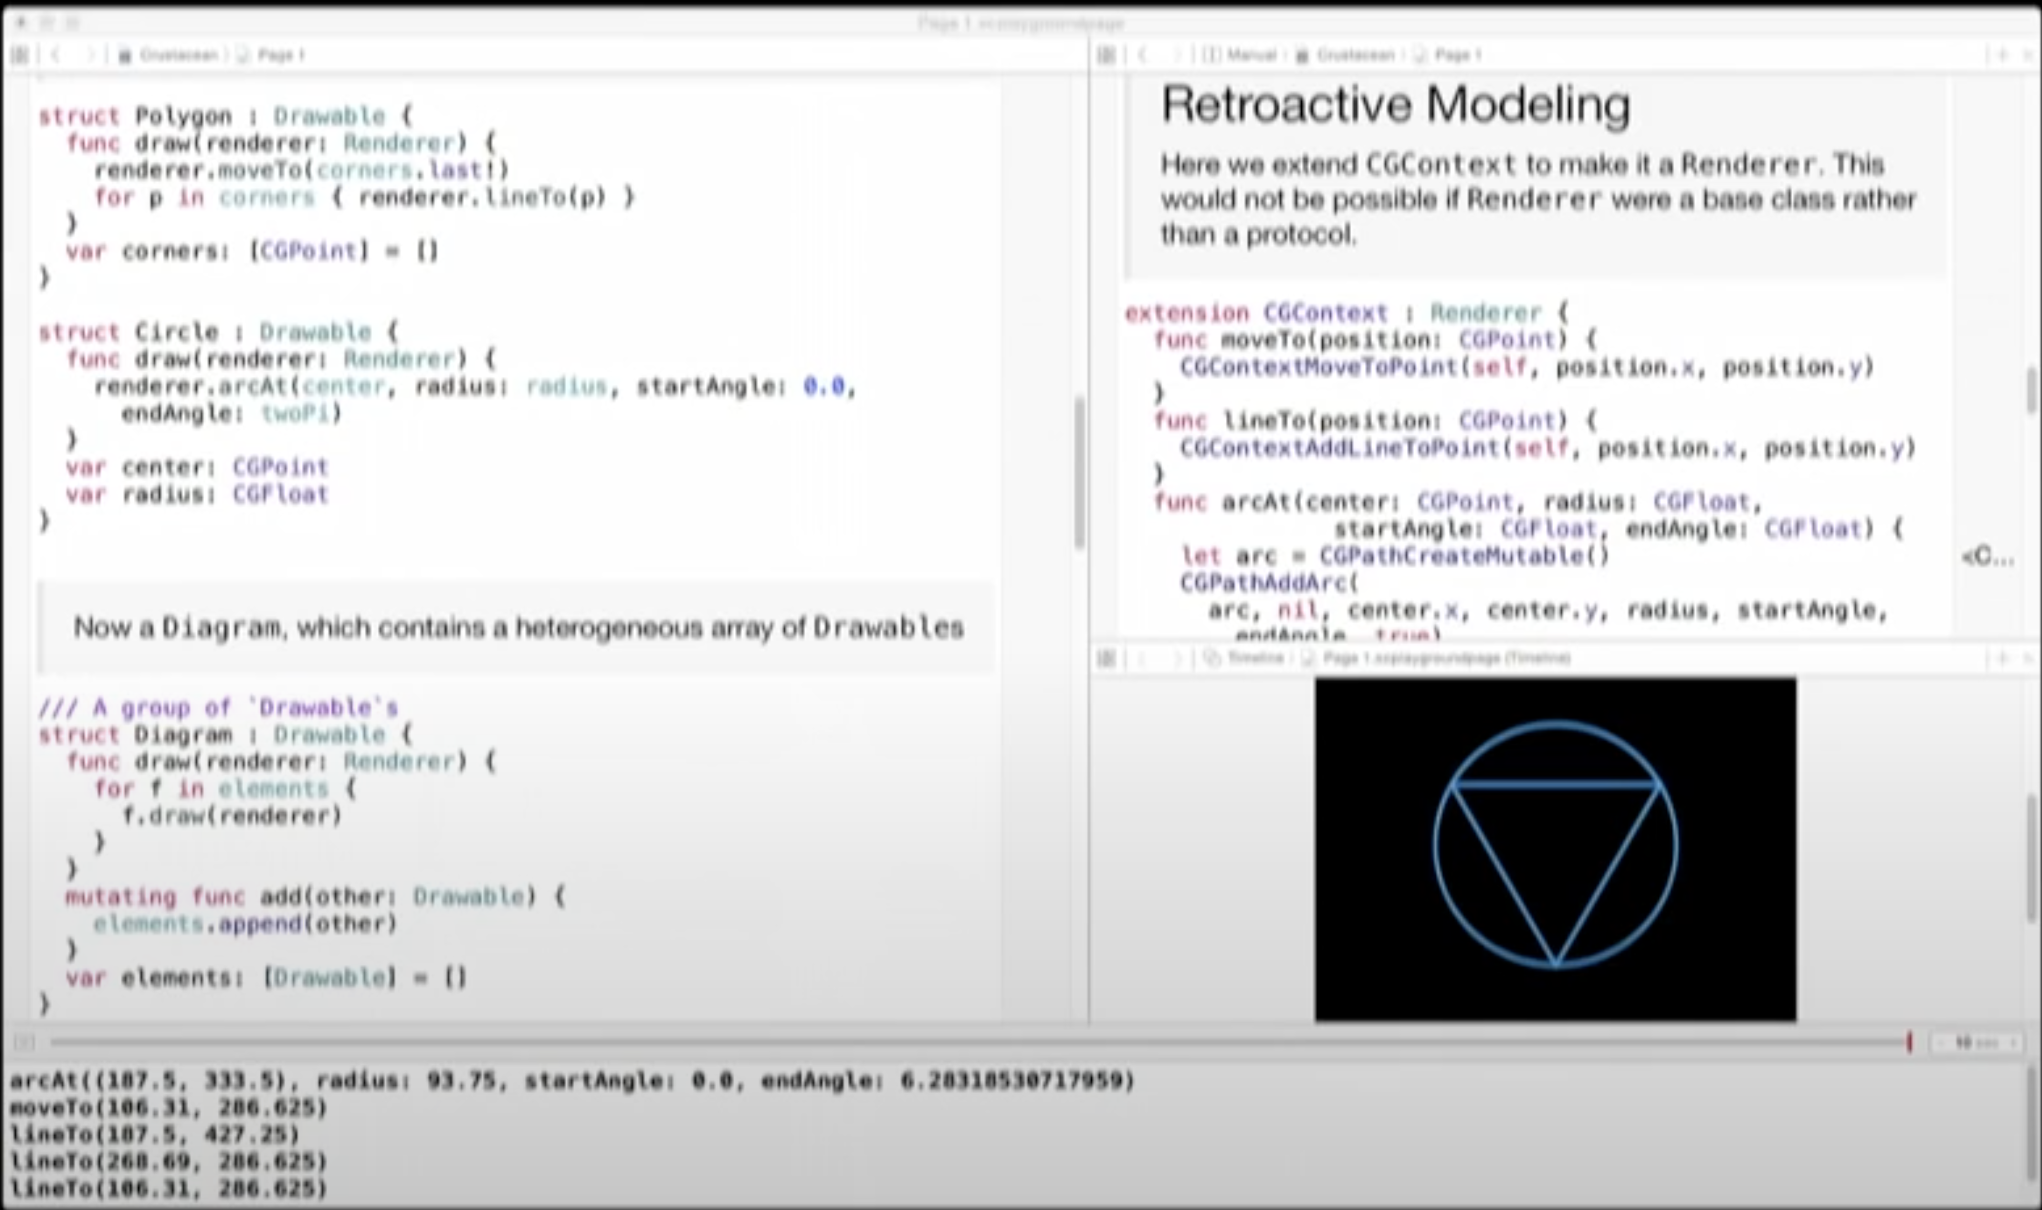 Page 1.xcplaygroundpage
Crustacean
Page 1
struct Polygon : Drawable {
func draw(renderer: Renderer) {
renderer.moveTo(corners.last!)
for p in corners { renderer.lineTo(p) }
}
var corners: [CGPoint] = []
}
struct Circle : Drawable {
func draw(renderer: Renderer) {
renderer.arcAt(center, radius: radius, startAngle: 0.0,
endAngle: twoPi)
}
var center: CGPoint
var radius: CGFloat
}
Now a Diagram, which contains a heterogeneous array of Drawables
/// A group of `Drawable`s
struct Diagram : Drawable {
func draw(renderer: Renderer) {
for f in elements {
f.draw(renderer)
}
}
mutating func add(other: Drawable) {
elements.append(other)
}
var elements: [Drawable] = []
}
Manual
Crustacean
Page 1
Retroactive Modeling
Here we extend CGContext to make it a Renderer. This
would not be possible if Renderer were a base class rather
than a protocol.
extension CGContext : Renderer {
func moveTo(position: CGPoint) {
CGContextMoveToPoint(self, position.x, position.y)
}
func lineTo(position: CGPoint) {
CGContextAddLineToPoint(self, position.x, position.y)
}
func arcAt(center: CGPoint, radius: CGFloat,
startAngle: CGFloat, endAngle: CGFloat) {
let arc = CGPathCreateMutable()
<C...
CGPathAddArc(
arc, nil, center.x, center.y, radius, startAngle,
endAngle, true)
Timeline
Page 1.xcplaygroundpage (Timeline)
10 sec
arcAt((187.5, 333.5), radius: 93.75, startAngle: 0.0, endAngle: 6.28318530717959)
moveTo(106.31, 286.625)
lineTo(187.5, 427.25)
lineTo(268.69, 286.625)
lineTo(106.31, 286.625)